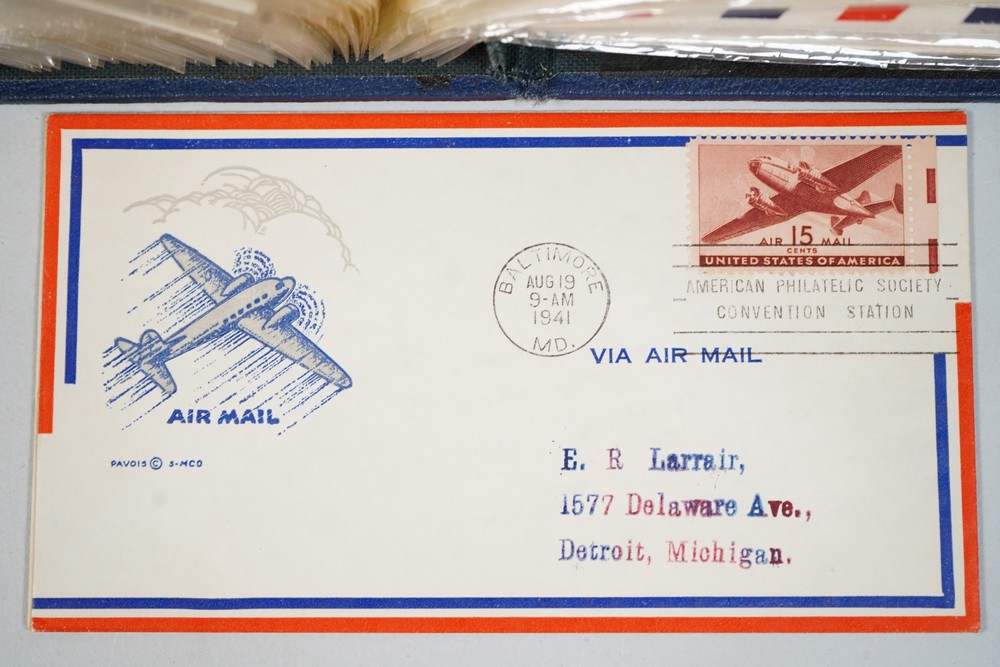 AIR 15 MAIL
CENTS
UNITED STATES OF AMERICA
BALTIMORE
AUG 19
9-AM
1941
MD.
AMERICAN PHILATELIC SOCIETY
CONVENTION STATION
VIA AIR MAIL
AIR MAIL
PAVOIS © S-MCO
E. R Larrair,
1577 Delaware Ave.,
Detroit, Michigan.